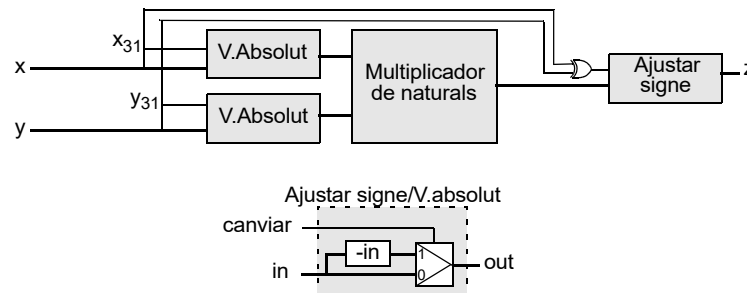 x₃₁
V.Absolut
x
Multiplicador
de naturals
Ajustar
signe
z
y₃₁
V.Absolut
y
Ajustar signe/V.absolut
canviar
-in
1
in
0
out